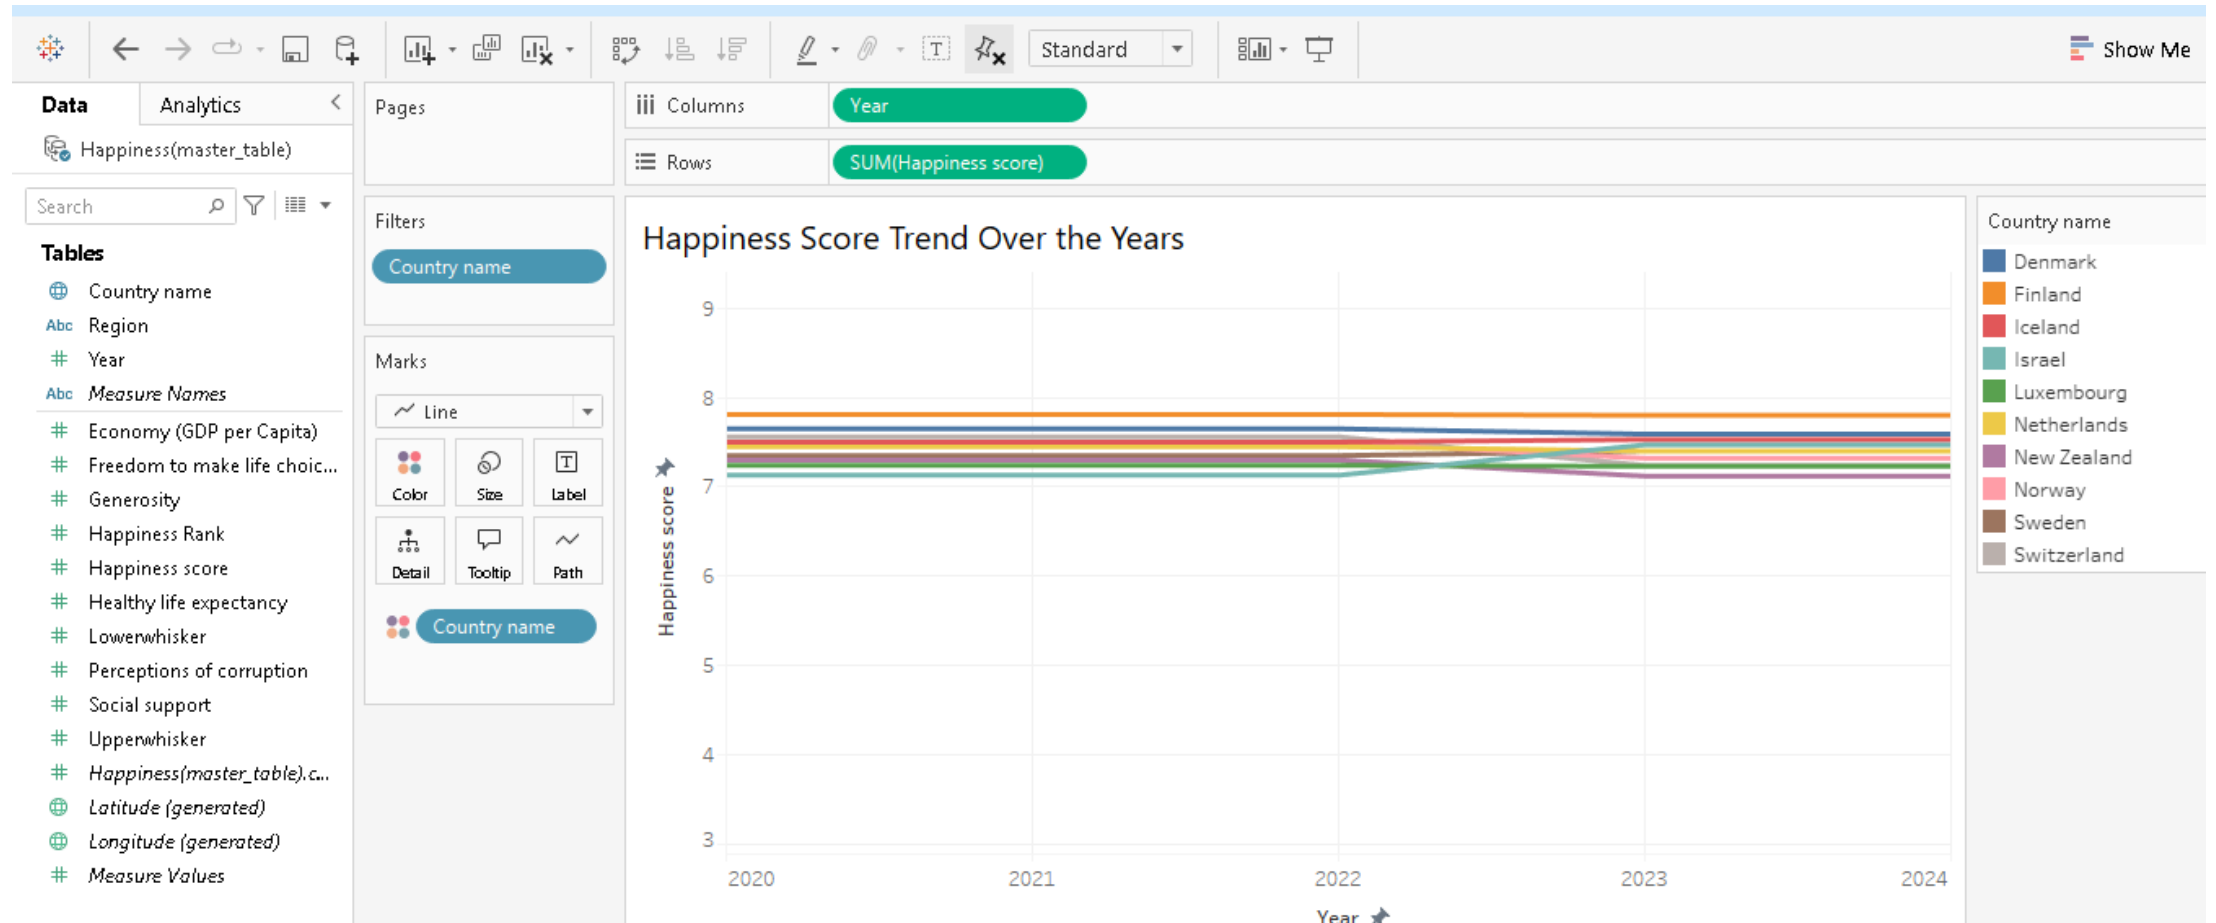 Standard
Show Me
Data
Analytics
Happiness(master_table)
Search
Tables
Country name
Abc Region
Year
Abc Measure Names
Economy (GDP per Capita)
Freedom to make life choic...
Generosity
Happiness Rank
Happiness score
Healthy life expectancy
Lowerwhisker
Perceptions of corruption
Social support
Upperwhisker
Happiness(master_table).c...
Latitude (generated)
Longitude (generated)
Measure Values
Pages
Filters
Country name
Marks
Line
Color
Size
Label
Detail
Tooltip
Path
Country name
Columns
Year
Rows
SUM(Happiness score)
Happiness Score Trend Over the Years
Happiness score
9
8
7
6
5
4
3
2020
2021
2022
2023
2024
Year
Country name
Denmark
Finland
Iceland
Israel
Luxembourg
Netherlands
New Zealand
Norway
Sweden
Switzerland